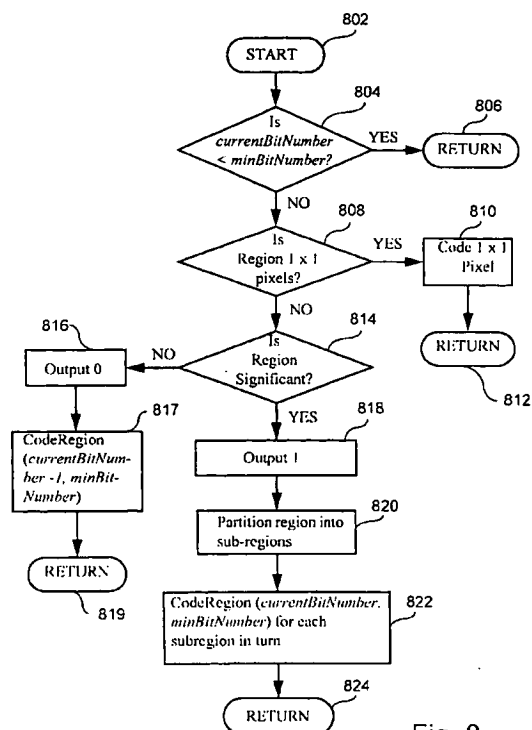 802
START
804
Is
currentBitNumber
< minBitNumber?
YES
806
RETURN
NO
808
Is
Region 1 x 1
pixels?
YES
810
Code 1 x 1
Pixel
NO
RETURN
812
814
Is
Region
Significant?
NO
816
Output 0
817
CodeRegion
(currentBitNum-
ber -1, minBit-
Number)
RETURN
819
YES
818
Output 1
820
Partition region into
sub-regions
822
CodeRegion (currentBitNumber,
minBitNumber) for each
subregion in turn
824
RETURN